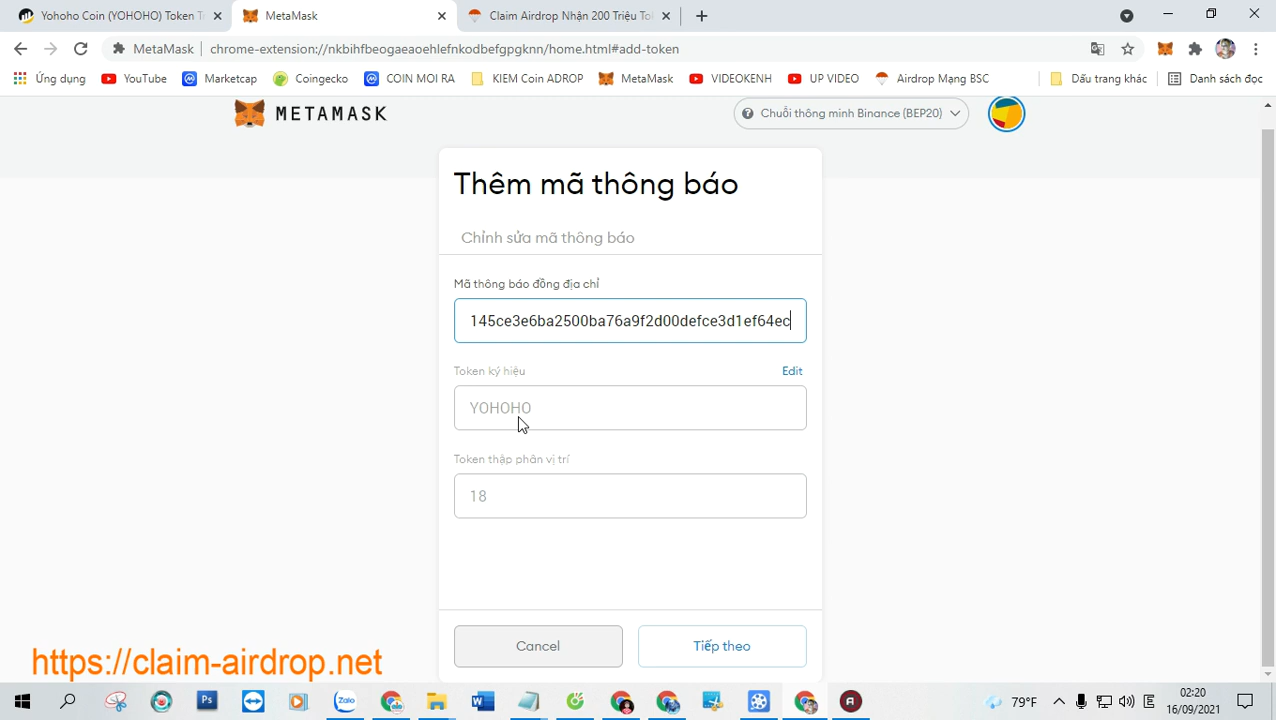 Yohoho Coin (YOHOHO) Token T
MetaMask
Claim Airdrop Nhận 200 Triệu To
MetaMask
chrome-extension://nkbihfbeogaeaoehlefnkodbefgpgknn/home.html#add-token
Ứng dụng
YouTube
Marketcap
Coingecko
COIN MOI RA
KIEM Coin ADROP
MetaMask
VIDEOKENH
UP VIDEO
Airdrop Mạng BSC
Dấu trang khác
Danh sách đọc
METAMASK
Chuỗi thông minh Binance (BEP20)
Thêm mã thông báo
Chỉnh sửa mã thông báo
Mã thông báo đồng địa chỉ
145ce3e6ba2500ba76a9f2d00defce3d1ef64ec
Token ký hiệu
Edit
YOHOHO
Token thập phân vị trí
18
Cancel
Tiếp theo
https://claim-airdrop.net
Zalo
79°F
02:20
16/09/2021